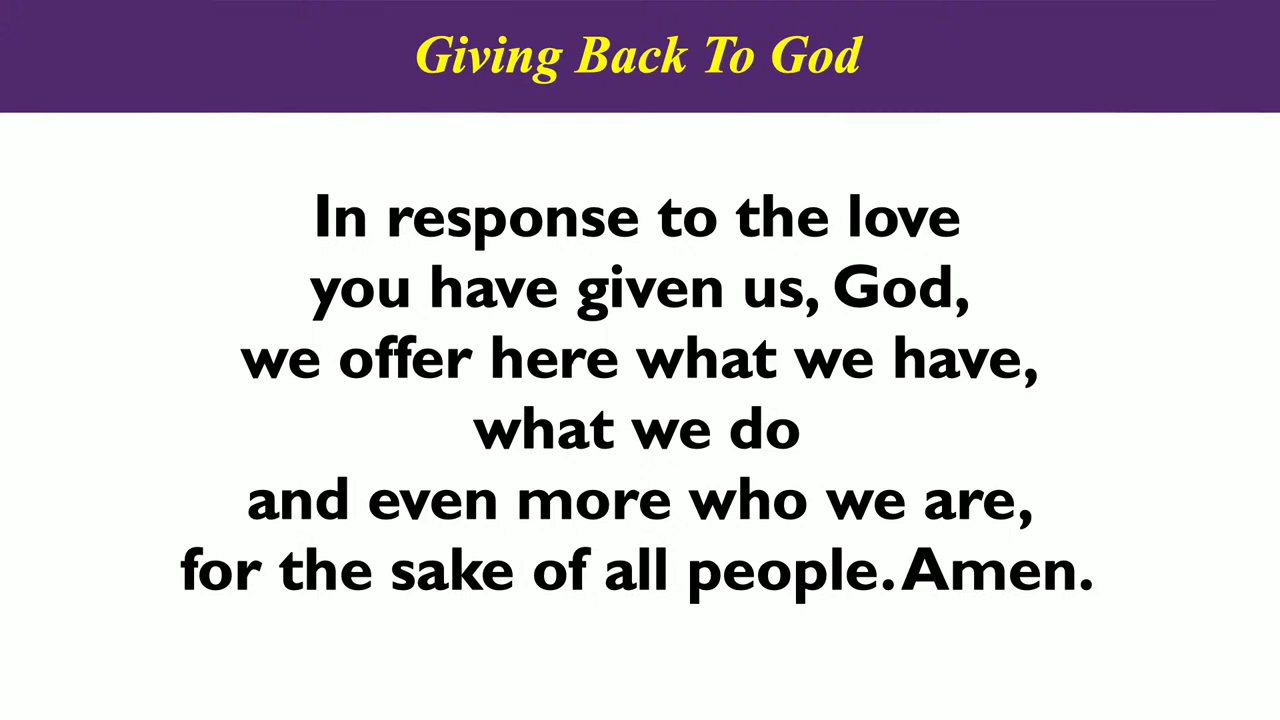 Giving Back To God
In response to the love
you have given us, God,
we offer here what we have,
what we do
and even more who we are,
for the sake of all people. Amen.